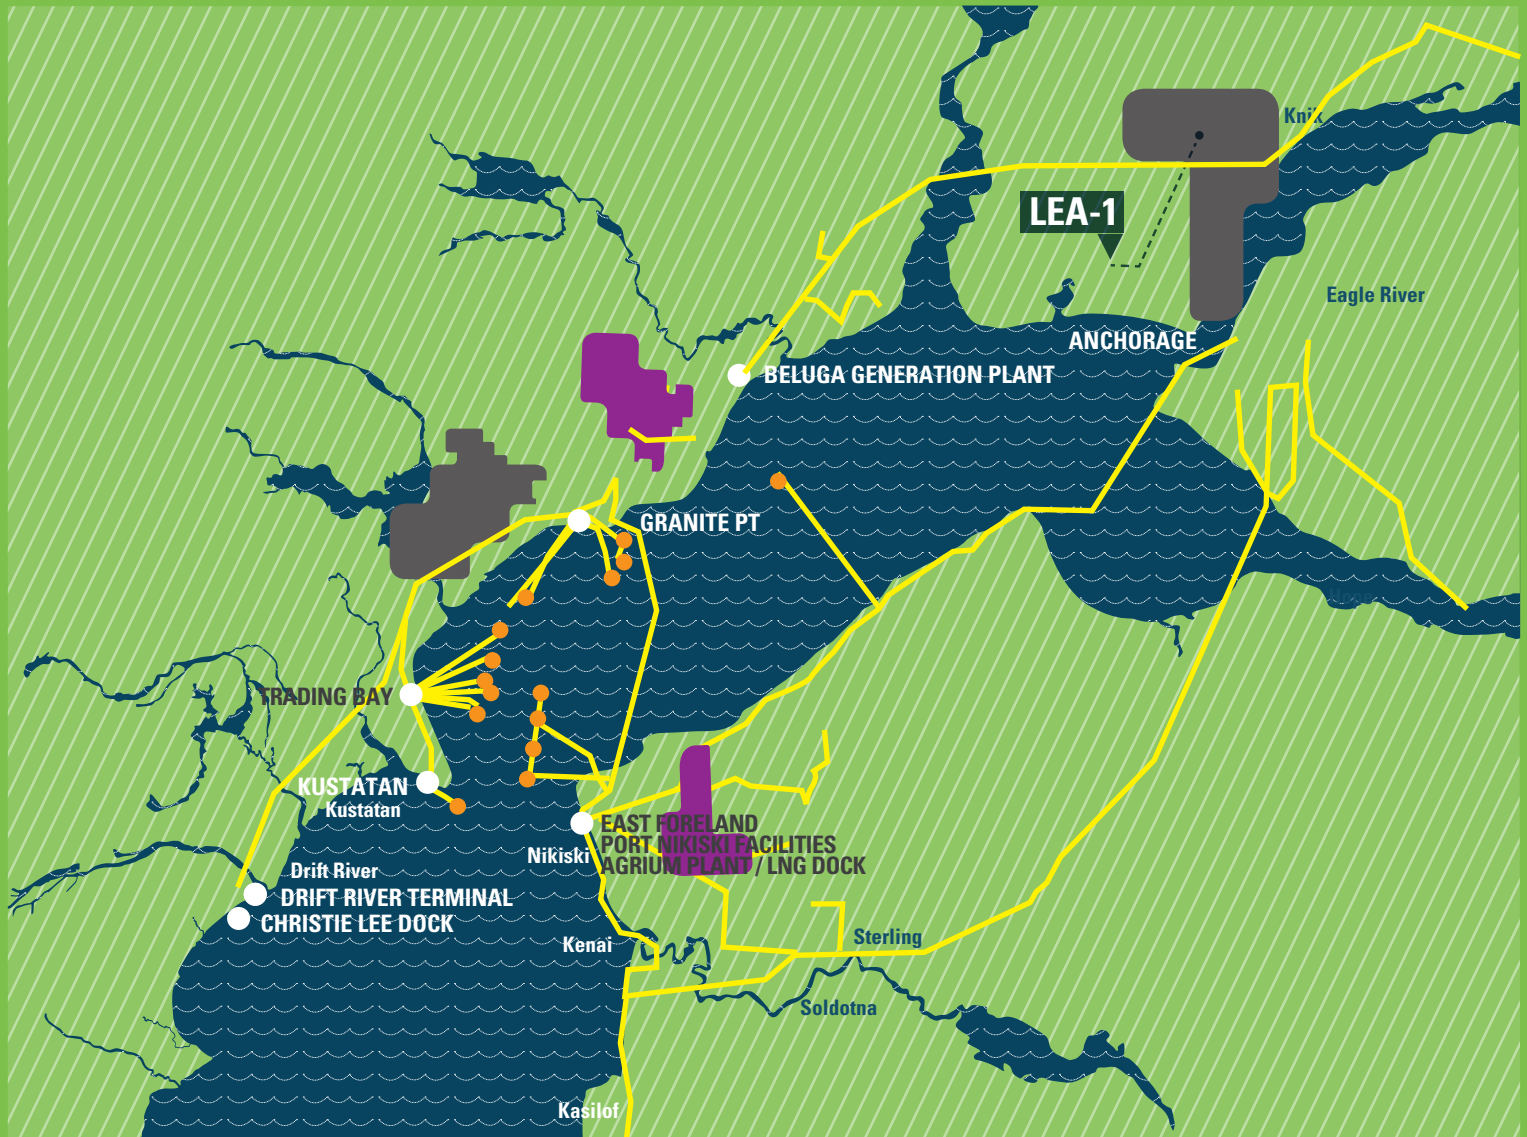 Knik
LEA-1
Eagle River
ANCHORAGE
BELUGA GENERATION PLANT
GRANITE PT
Hope
TRADING BAY
KUSTATAN
Kustatan
EAST FORELAND
PORT NIKISKI FACILITIES
Nikiski
AGRIUM PLANT / LNG DOCK
Drift River
DRIFT RIVER TERMINAL
CHRISTIE LEE DOCK
Kenai
Sterling
Soldotna
Kasilof